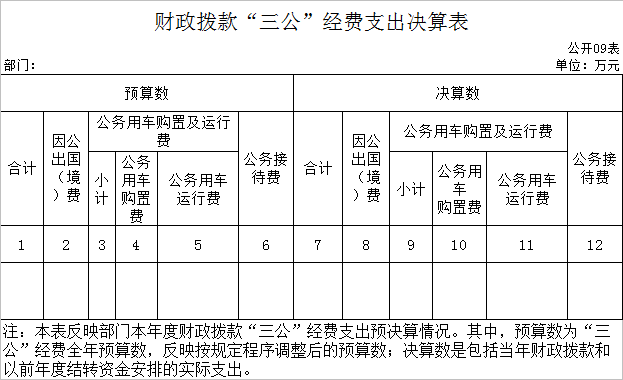 财政拨款“三公”经费支出决算表
公开09表
部门： 单位：万元
预算数 决算数
合计
因公
出国
（境
）费
公务用车购置及运行
费
小
计
公务
用车
购置
费
公务用车
运行费
公务接
待费
合计
因公
出国
（境
）费
公务用车购置及运行费
小计
公务用
车
购置费
公务用车
运行费
公务接
待费
1 2 3 4 5 6 7 8 9 10 11 12
注：本表反映部门本年度财政拨款“三公”经费支出预决算情况。其中，预算数为“三
公”经费全年预算数，反映按规定程序调整后的预算数；决算数是包括当年财政拨款和
以前年度结转资金安排的实际支出。